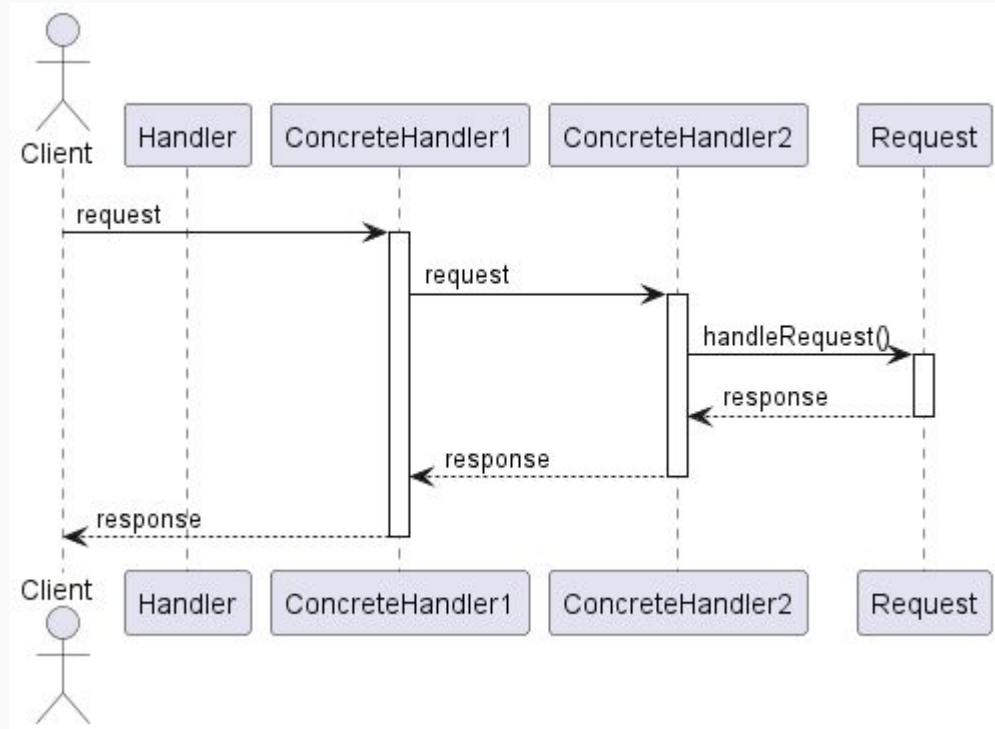 Client
Handler
ConcreteHandler1
ConcreteHandler2
Request
request
request
handleRequest()
response
response
response
Client
Handler
ConcreteHandler1
ConcreteHandler2
Request